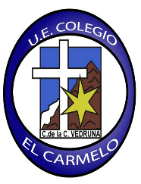 U.E. COLEGIO
C. de la C. VEDRUNA
EL CARMELO